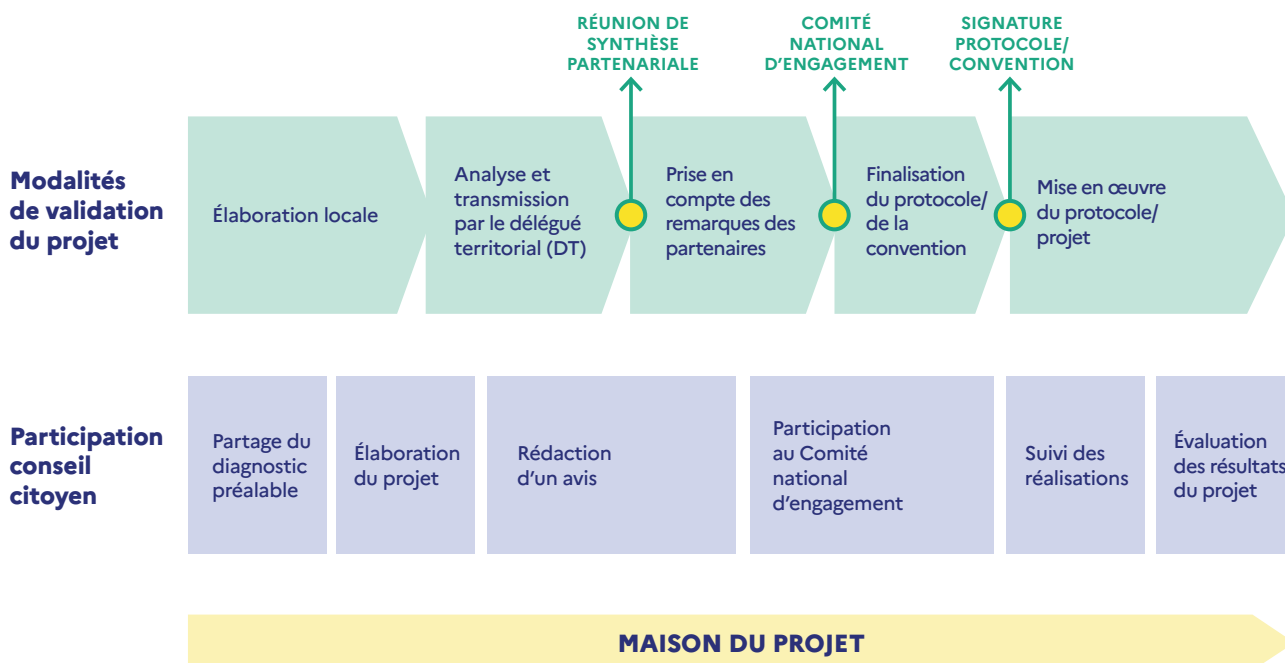 RÉUNION DE
SYNTHÈSE
PARTENARIALE
COMITÉ
NATIONAL
D'ENGAGEMENT
SIGNATURE
PROTOCOLE/
CONVENTION
Modalités
de validation
du projet
Élaboration locale
Analyse et
transmission
par le délégué
territorial (DT)
Prise en
compte des
remarques des
partenaires
Finalisation
du protocole/
de la
convention
Mise en œuvre
du protocole/
projet
Participation
conseil
citoyen
Partage du
diagnostic
préalable
Élaboration
du projet
Rédaction
d'un avis
Participation
au Comité
national
d'engagement
Suivi des
réalisations
Évaluation
des résultats
du projet
MAISON DU PROJET